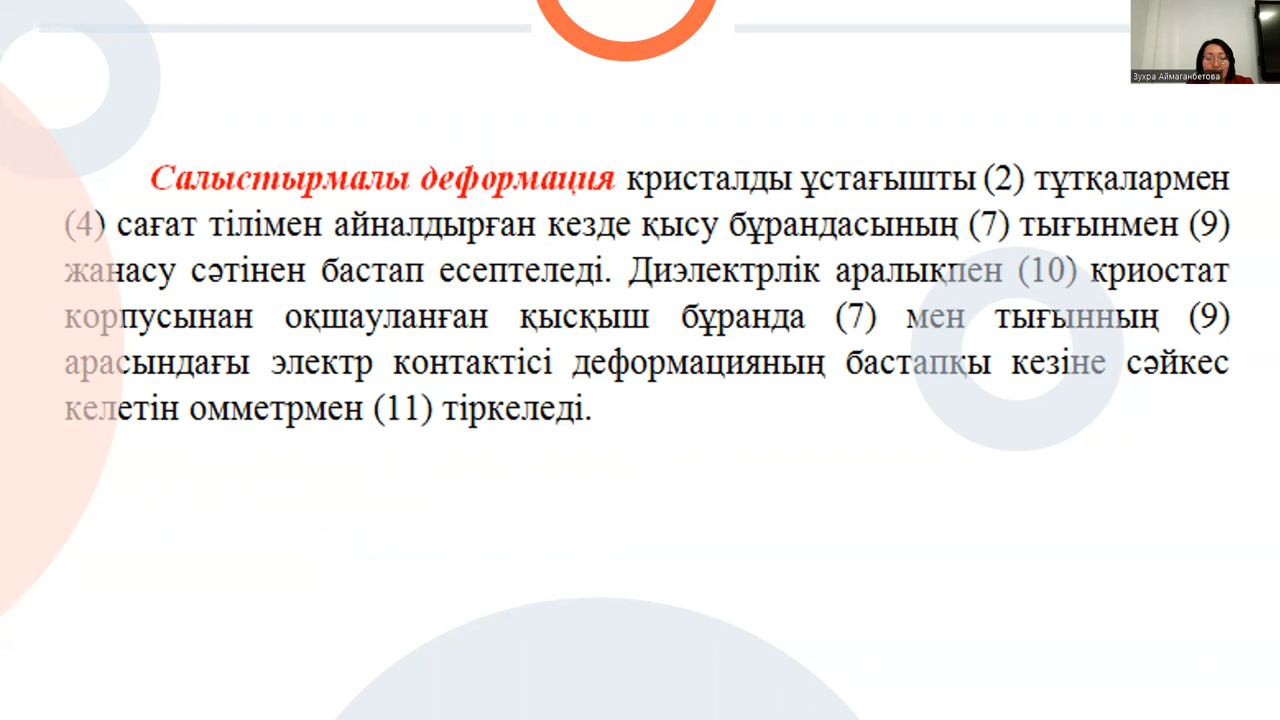 Зухра Аймаганбетова
Салыстырмалы деформация кристалды ұстағышты (2) тұтқалармен
(4) сағат тілімен айналдырған кезде қысу бұрандасының (7) тығынмен (9)
жанасу сәтінен бастап есептеледі. Диэлектрлік аралықпен (10) криостат
корпусынан оқшауланған қысқыш бұранда (7) мен тығынның (9)
арасындағы электр контактісі деформацияның бастапқы кезіне сәйкес
келетін омметрмен (11) тіркеледі.